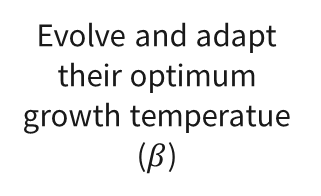 Evolve and adapt
their optimum
growth temperatue
(β)